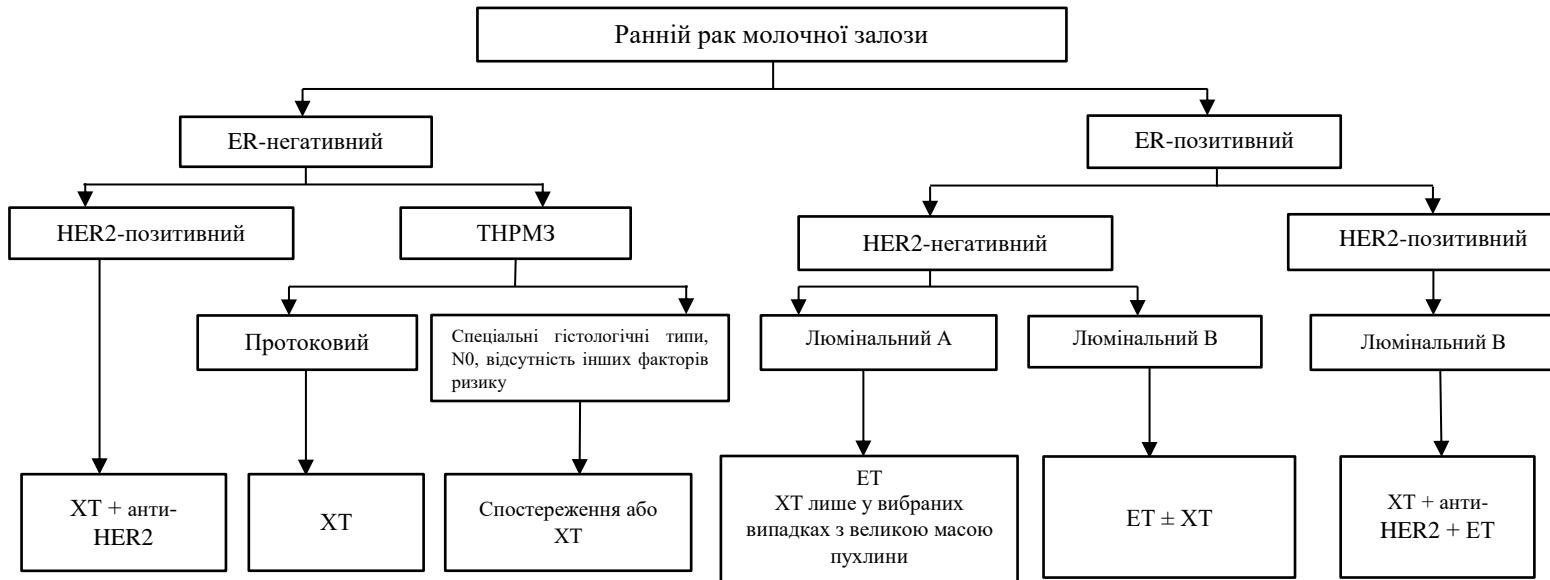 Ранній рак молочної залози
ER-негативний
ER-позитивний
HER2-позитивний
ТНРМЗ
HER2-негативний
HER2-позитивний
Протоковий
Спеціальні гістологічні типи,
N0, відсутність інших факторів
ризику
Люмінальний А
Люмінальний В
Люмінальний В
ХТ + анти-
HER2
ХТ
Спостереження або
ХТ
ЕТ
ХТ лише у вибраних
випадках з великою масою
пухлини
ЕТ ± ХТ
ХТ + анти-
HER2 + ЕТ